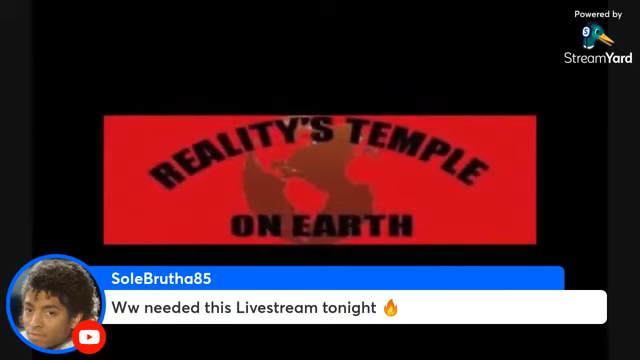 Powered by
StreamYard
REALITY'S TEMPLE
ON EARTH
SoleBrutha85
Ww needed this Livestream tonight 🔥